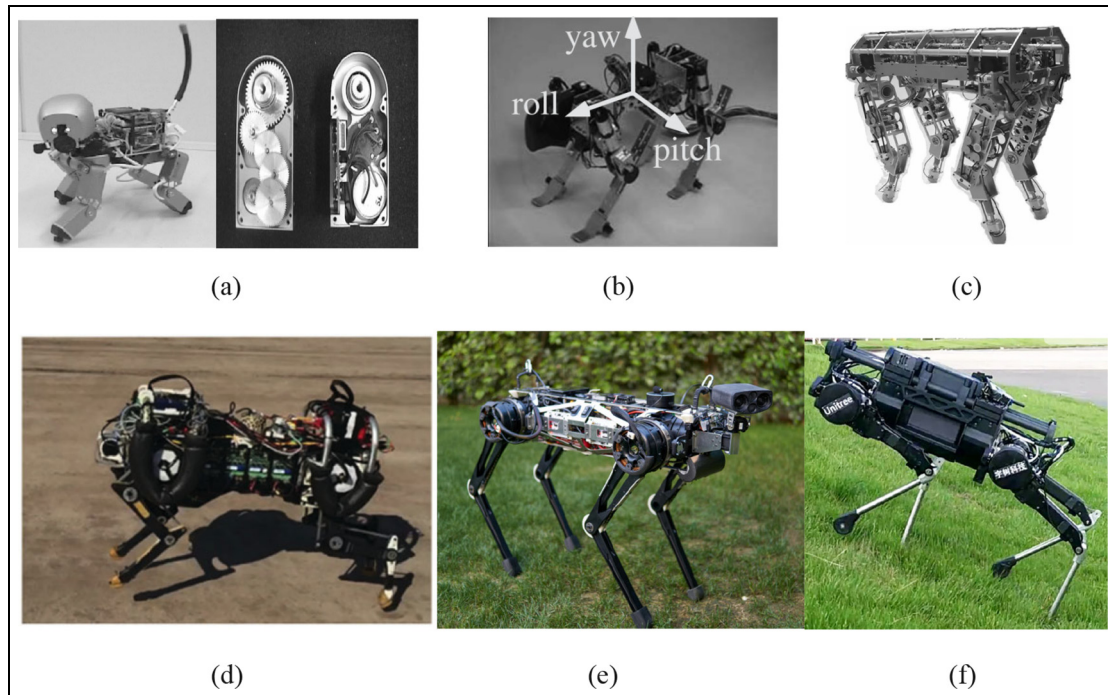 yaw
roll
pitch
(a)
(b)
(c)
Unitree
宇树科技
(d)
(e)
(f)